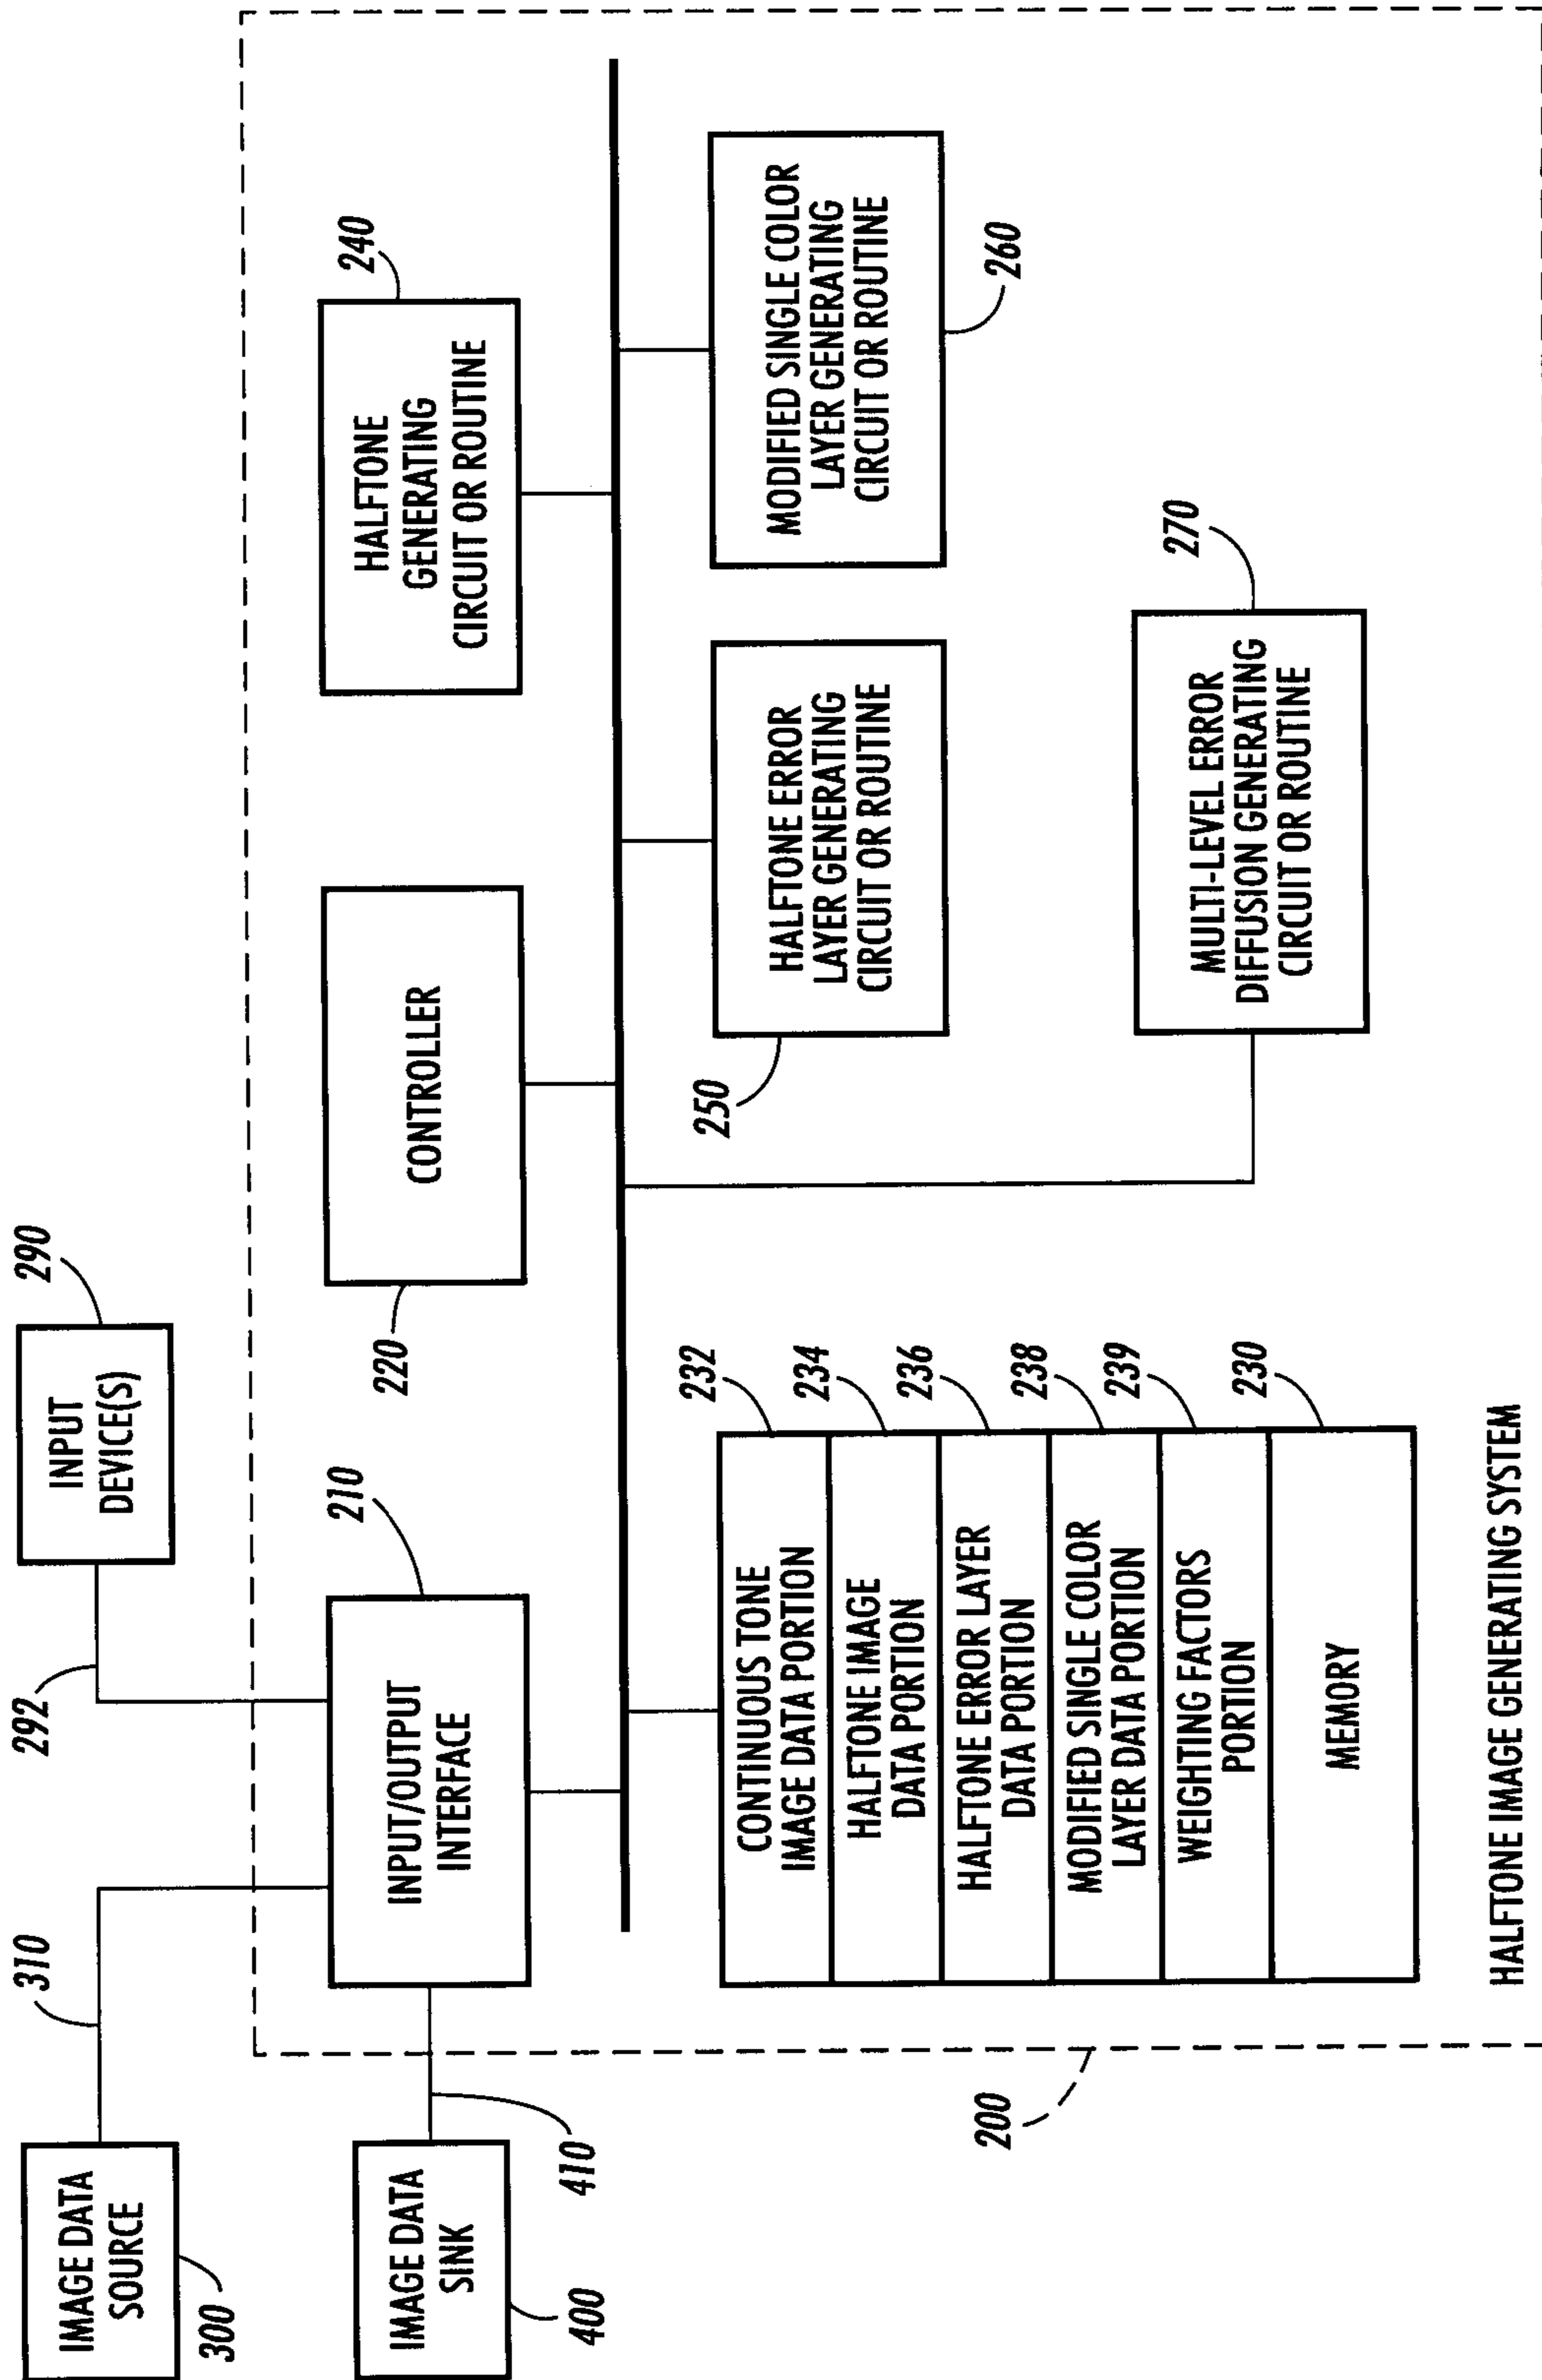 IMAGE DATA
SOURCE
300
310
292
INPUT
DEVICE(S)
290
IMAGE DATA
SINK
400
410
INPUT/OUTPUT
INTERFACE
210
CONTROLLER
220
HALFTONE
GENERATING
CIRCUIT OR ROUTINE
240
CONTINUOUS TONE
IMAGE DATA PORTION
232
HALFTONE IMAGE
DATA PORTION
234
HALFTONE ERROR LAYER
DATA PORTION
236
MODIFIED SINGLE COLOR
LAYER DATA PORTION
238
WEIGHTING FACTORS
PORTION
239
MEMORY
230
HALFTONE ERROR
LAYER GENERATING
CIRCUIT OR ROUTINE
250
MODIFIED SINGLE COLOR
LAYER GENERATING
CIRCUIT OR ROUTINE
260
MULTI-LEVEL ERROR
DIFFUSION GENERATING
CIRCUIT OR ROUTINE
270
200
HALFTONE IMAGE GENERATING SYSTEM